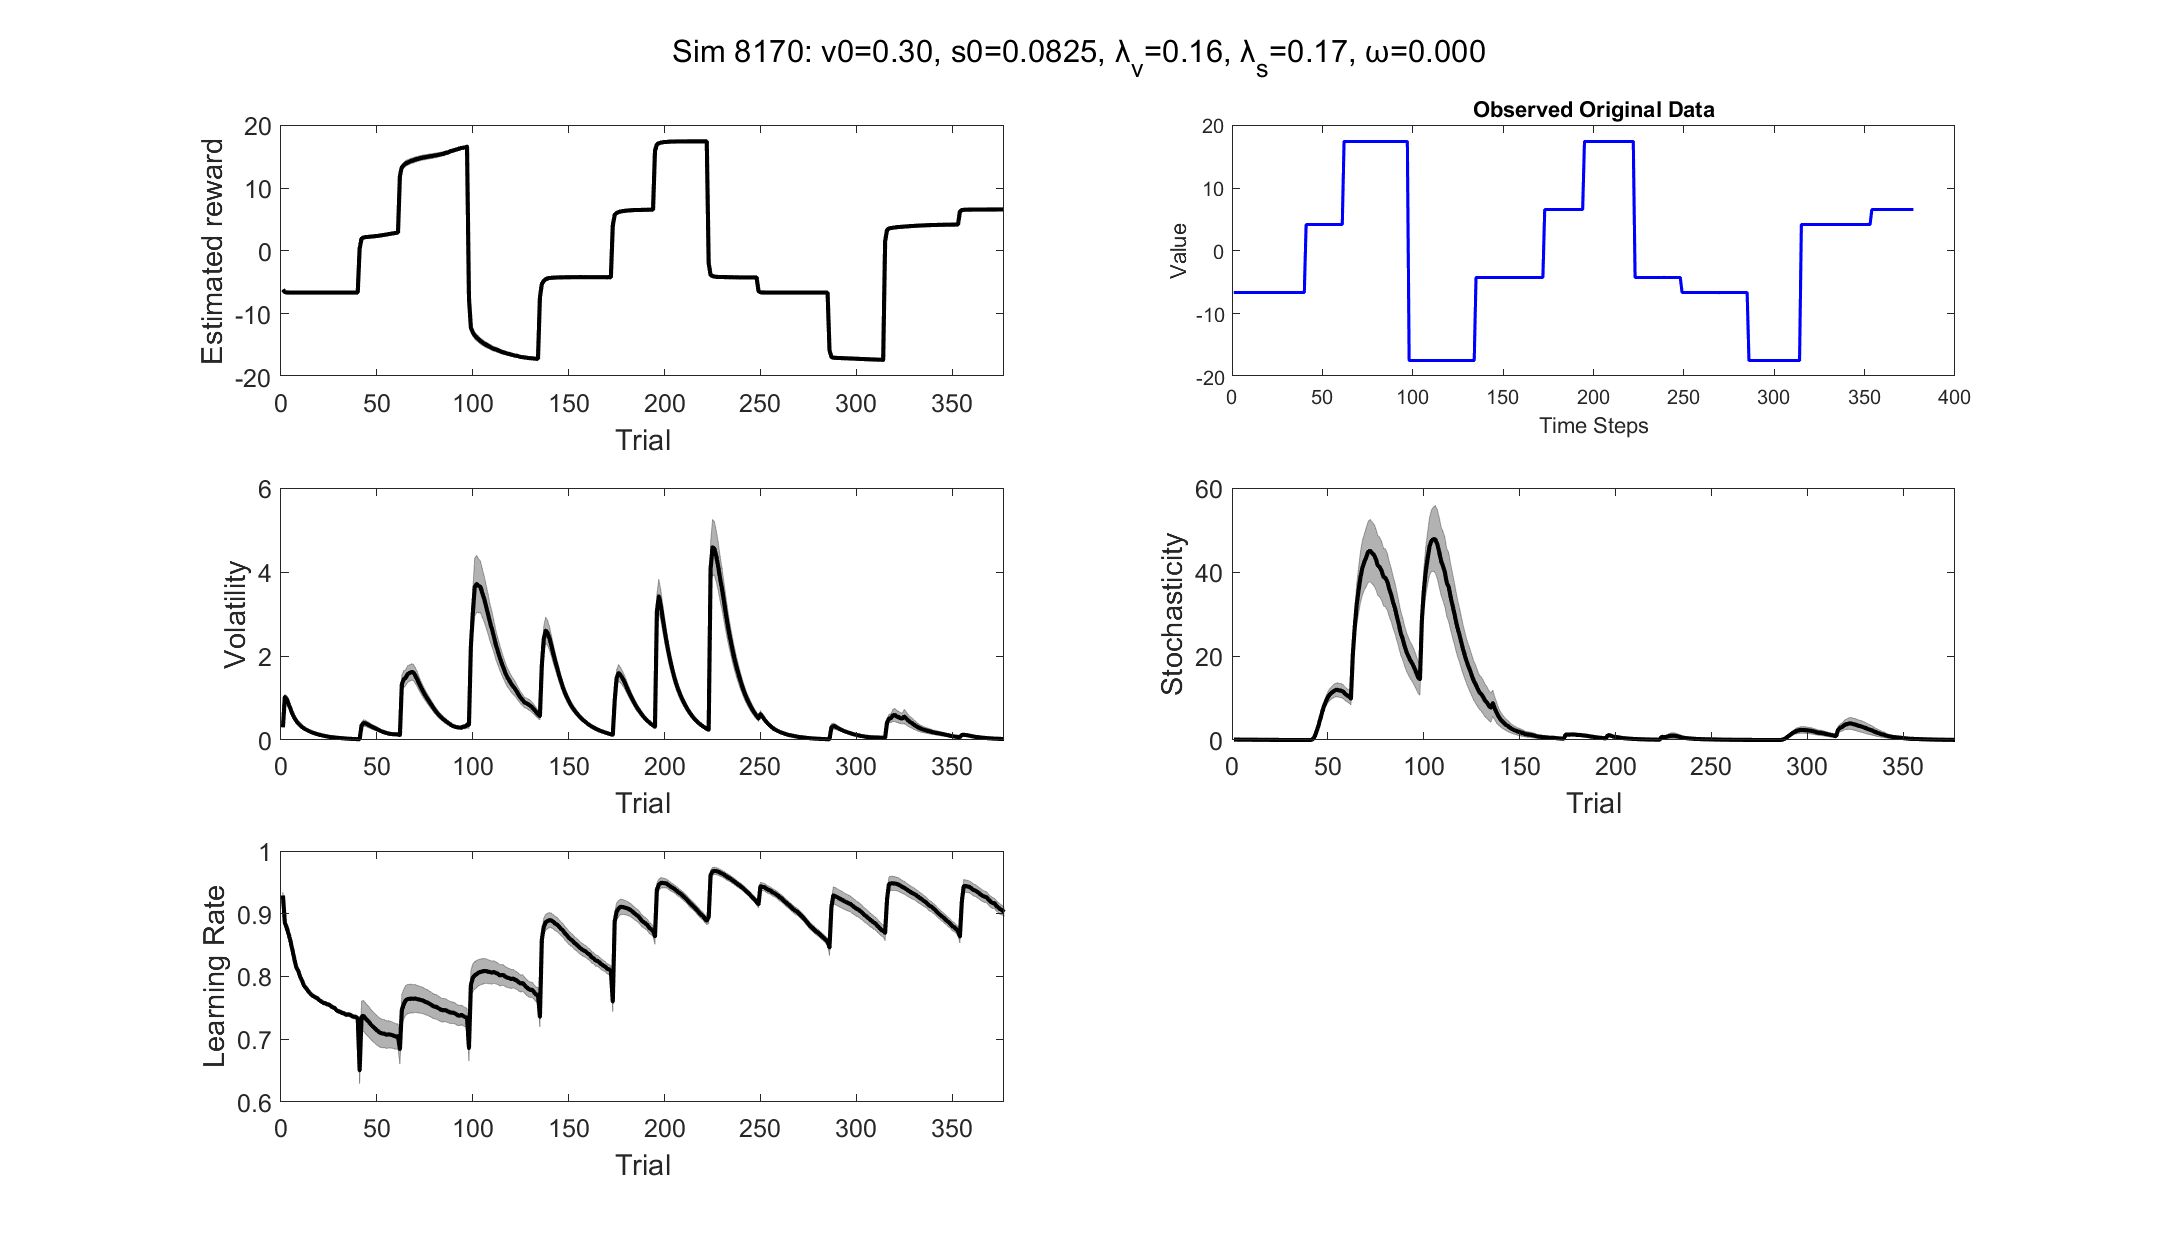 Sim 8170: v0=0.30, s0=0.0825, λ_v=0.16, λ_s=0.17, ω=0.000
Estimated reward
20
10
0
-10
-20
0 50 100 150 200 250 300 350
Trial
Observed Original Data
Value
20
10
0
-10
-20
0 50 100 150 200 250 300 350 400
Time Steps
Volatility
6
4
2
0
0 50 100 150 200 250 300 350
Trial
Stochasticity
60
40
20
0
0 50 100 150 200 250 300 350
Trial
Learning Rate
1
0.9
0.8
0.7
0.6
0 50 100 150 200 250 300 350
Trial